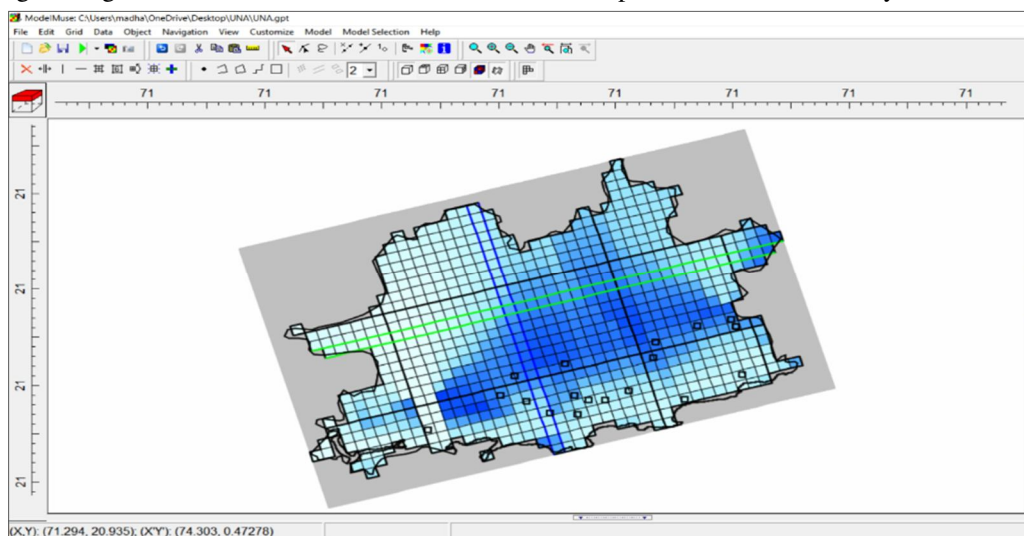 ModelMuse: C:\Users\madha\OneDrive\Desktop\UNA\UNA.gpt
File Edit Grid Data Object Navigation View Customize Model Model Selection Help
2
71 71 71 71 71 71 71 71
21
21
21
21
(X,Y): (71.294, 20.935); (X'Y'): (74.303, 0.47278)